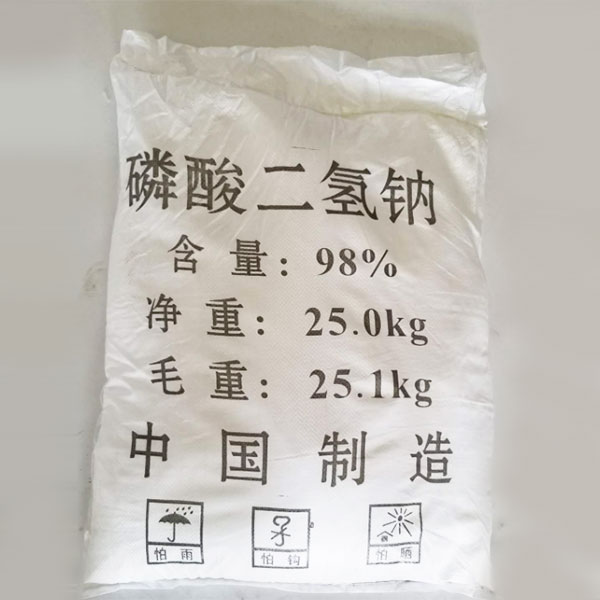 磷酸二氢钠
含量：98%
净重：25.0kg
毛重：25.1kg
中国制造
怕雨 怕钩 怕晒